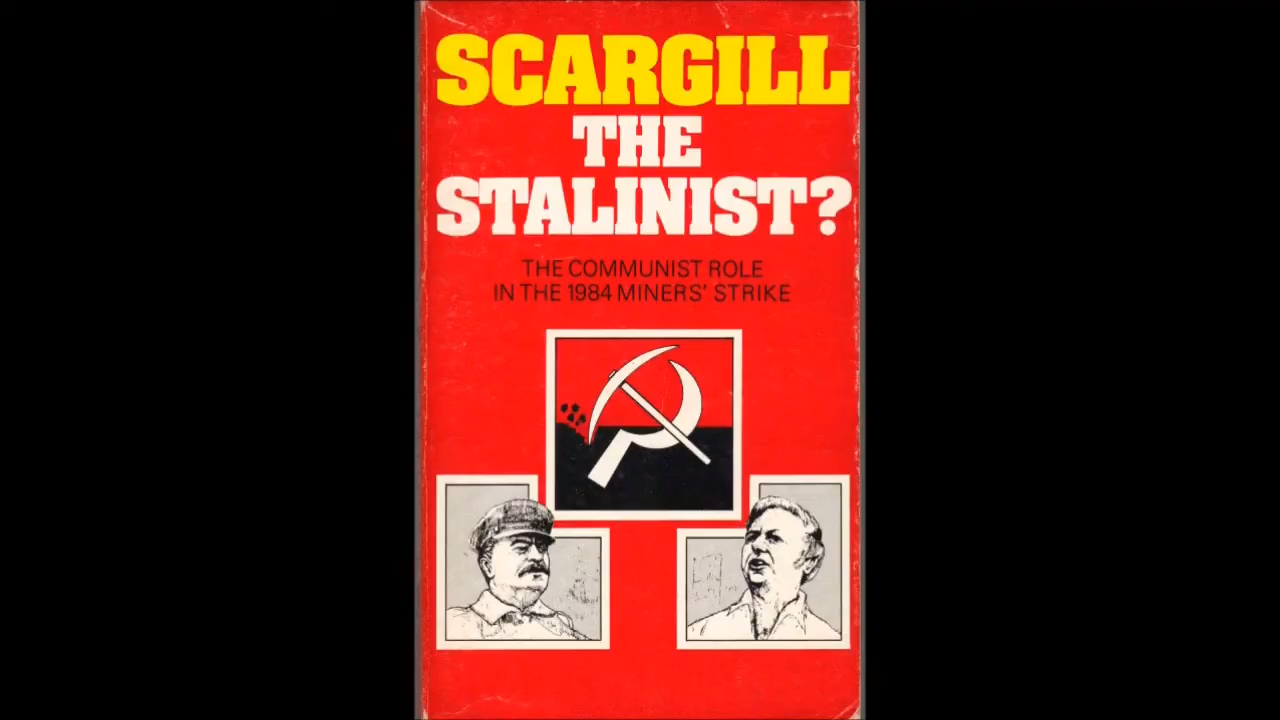 SCARGILL
THE
STALINIST?
THE COMMUNIST ROLE
IN THE 1984 MINERS' STRIKE